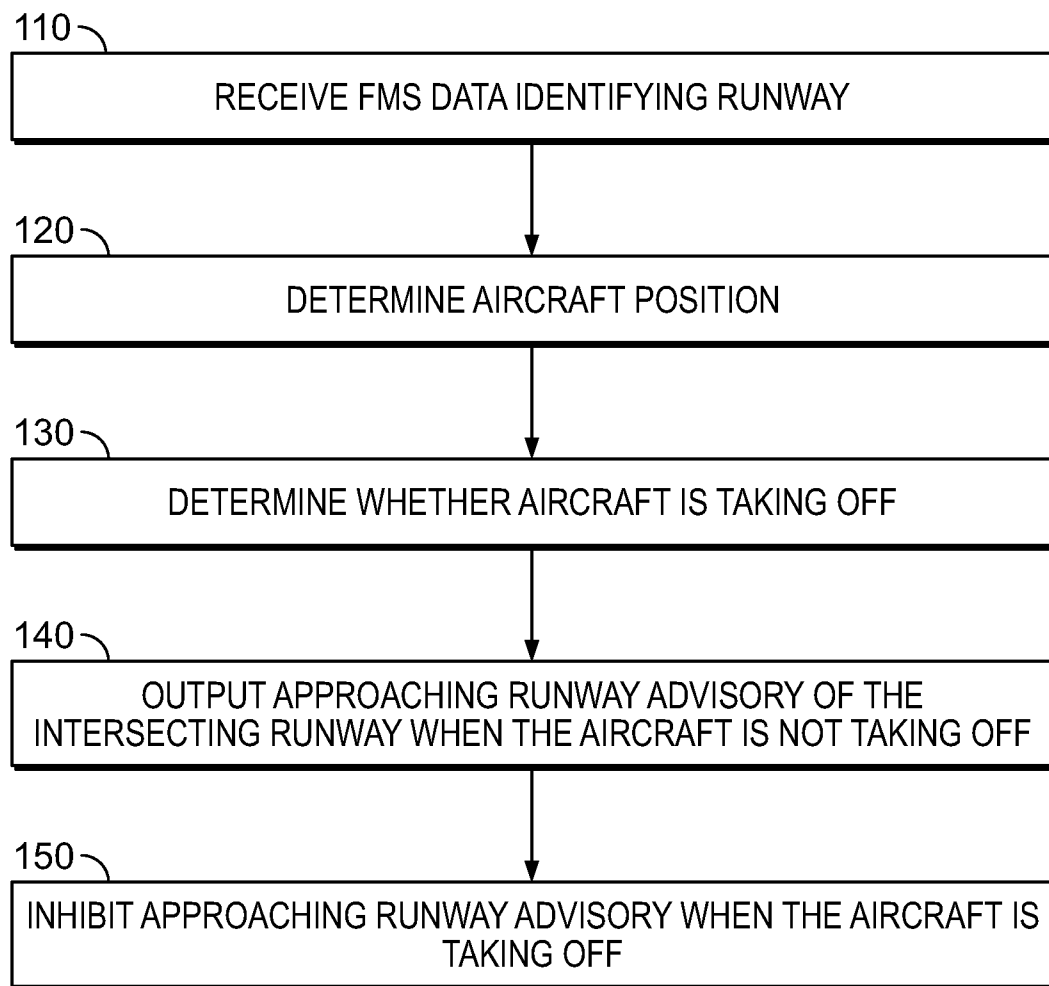 110
RECEIVE FMS DATA IDENTIFYING RUNWAY
120
DETERMINE AIRCRAFT POSITION
130
DETERMINE WHETHER AIRCRAFT IS TAKING OFF
140
OUTPUT APPROACHING RUNWAY ADVISORY OF THE
INTERSECTING RUNWAY WHEN THE AIRCRAFT IS NOT TAKING OFF
150
INHIBIT APPROACHING RUNWAY ADVISORY WHEN THE AIRCRAFT IS
TAKING OFF